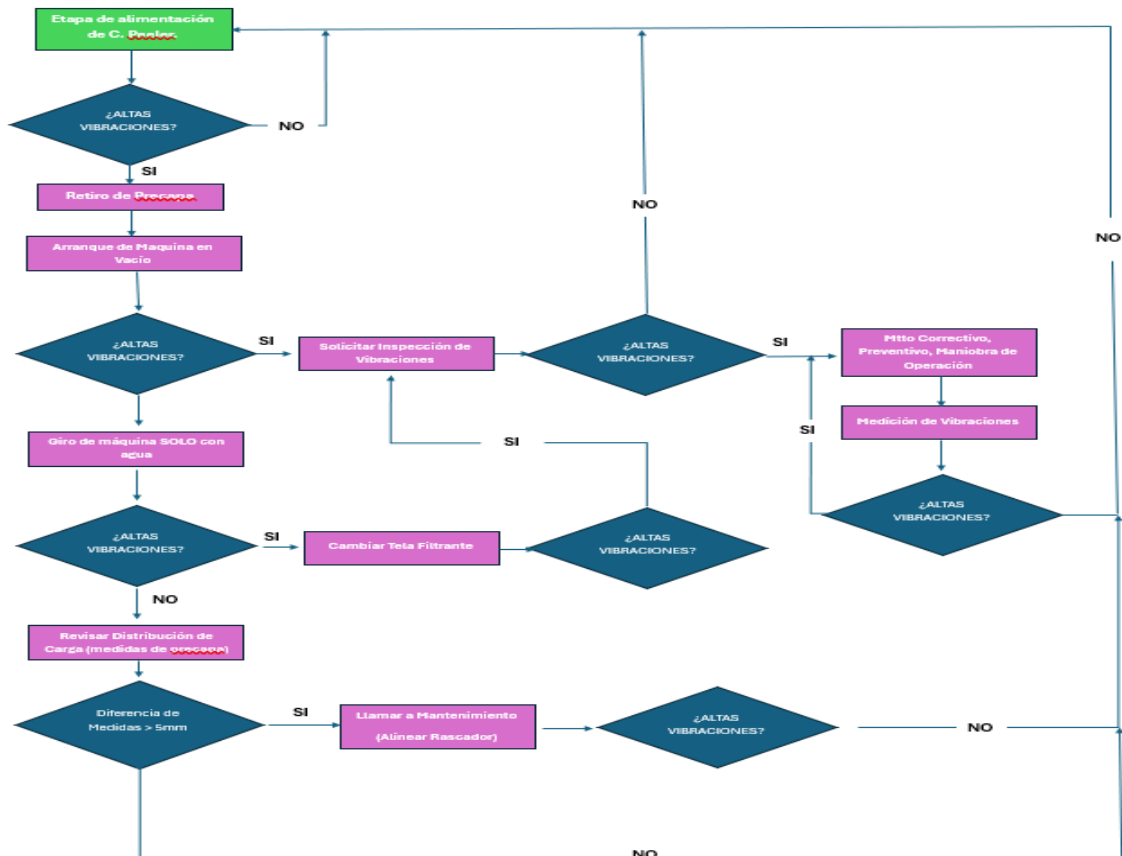 Etapa de alimentación
de C. Peeler.
¿ALTAS
VIBRACIONES?
NO
SI
Retiro de Precapa
Arranque de Maquina en
Vacío
¿ALTAS
VIBRACIONES?
SI
Solicitar Inspección de
Vibraciones
¿ALTAS
VIBRACIONES?
NO
SI
Mtto Correctivo,
Preventivo, Maniobra de
Operación
NO
Medición de Vibraciones
SI
¿ALTAS
VIBRACIONES?
Giro de máquina SOLO con
agua
SI
¿ALTAS
VIBRACIONES?
SI
Cambiar Tela Filtrante
¿ALTAS
VIBRACIONES?
NO
Revisar Distribución de
Carga (medidas de precapa)
Diferencia de
Medidas > 5mm
SI
Llamar a Mantenimiento
(Alinear Rascador)
¿ALTAS
VIBRACIONES?
NO
NO